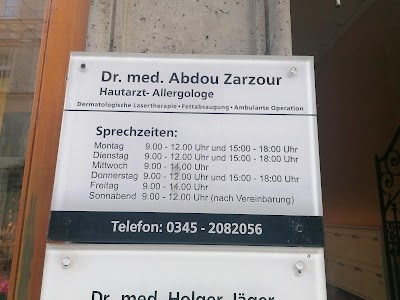 Dr. med. Abdou Zarzour
Hautarzt- Allergologe
Dermatologische Lasertherapie • Fettabsaugung • Ambulante Operation
Sprechzeiten:
Montag 9.00 - 12.00 Uhr und 15:00 - 18:00 Uhr
Dienstag 9.00 - 12.00 Uhr und 15:00 - 18:00 Uhr
Mittwoch 9.00 - 14.00 Uhr
Donnerstag 9.00 - 12.00 Uhr und 15:00 - 18:00 Uhr
Freitag 9.00 - 14.00 Uhr
Sonnabend 9.00 - 12.00 Uhr (nach Vereinbarung)
Telefon: 0345 - 2082056
Dr. med. Holger Jäger